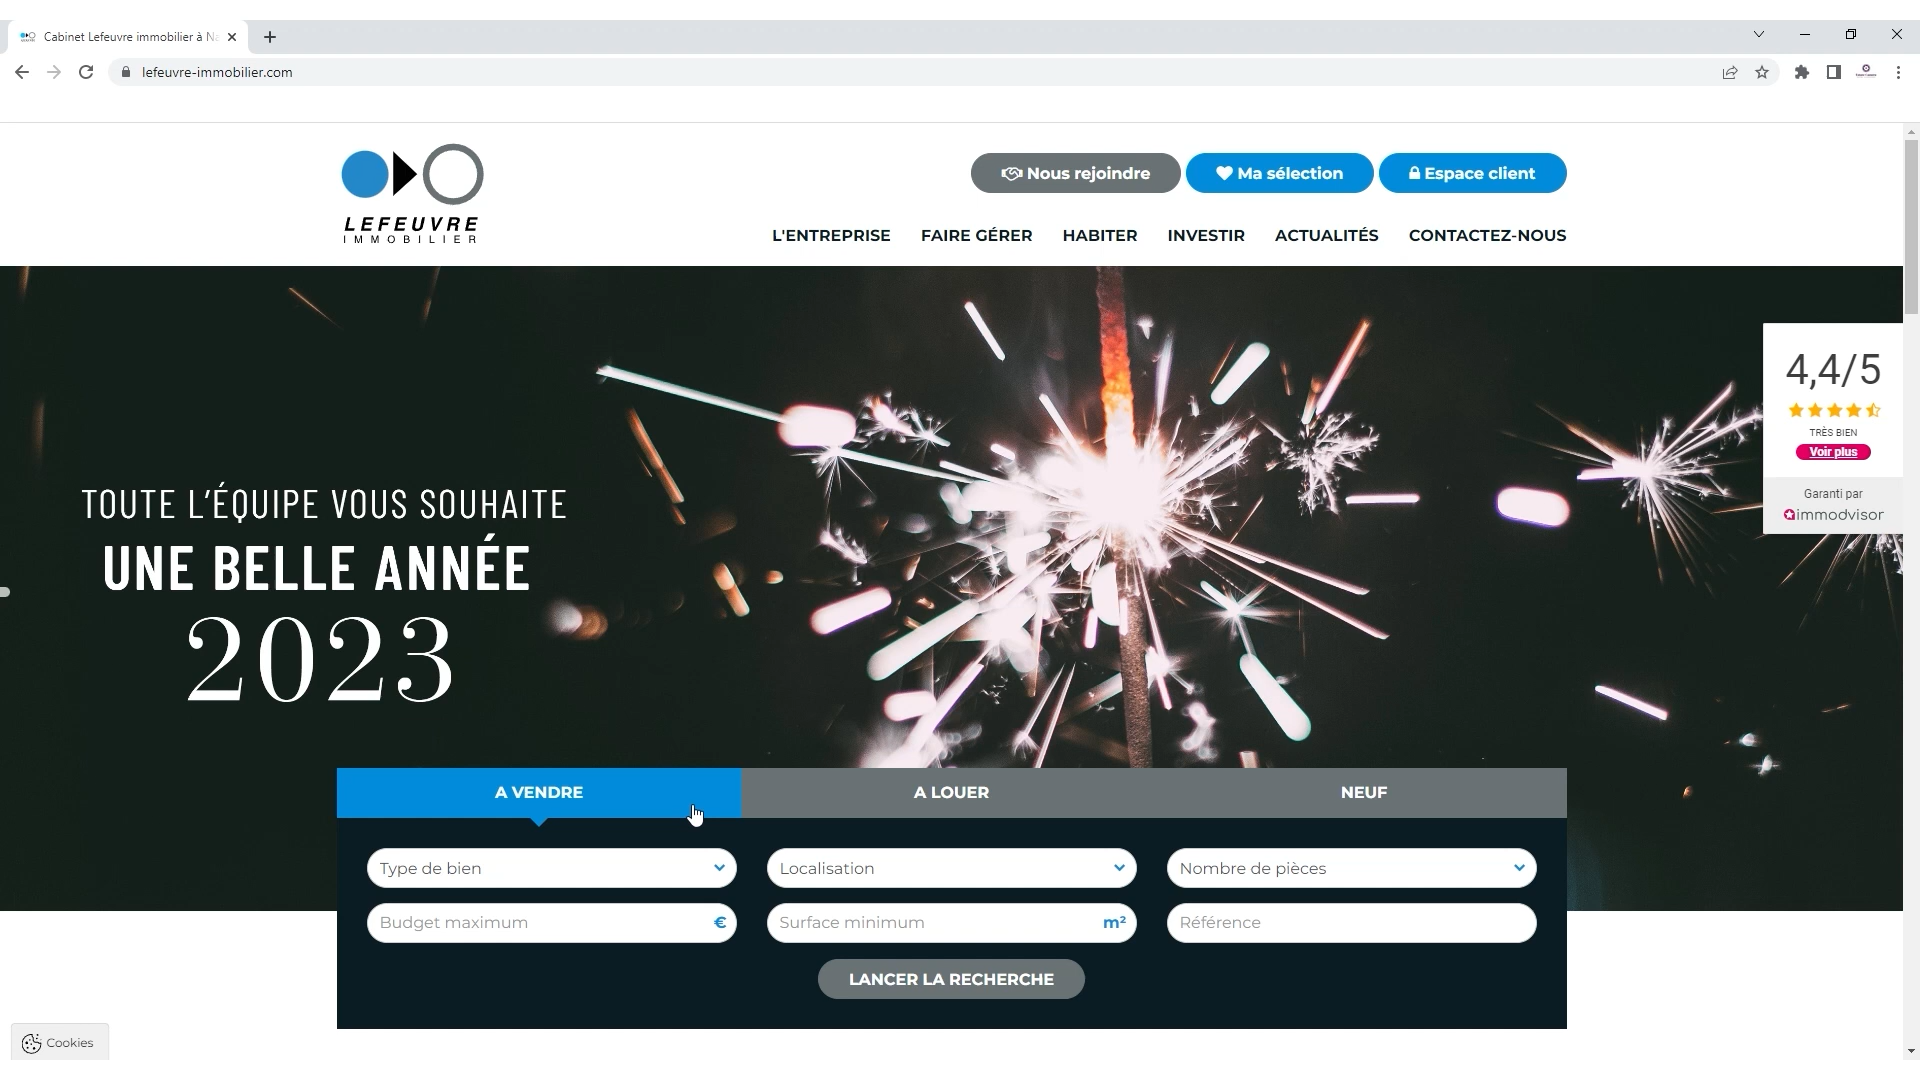 Cabinet Lefeuvre immobilier à Na
lefeuvre-immobilier.com
LEFEUVRE
IMMOBILIER
Nous rejoindre
Ma sélection
Espace client
L'ENTREPRISE
FAIRE GÉRER
HABITER
INVESTIR
ACTUALITÉS
CONTACTEZ-NOUS
4,4/5
TRÈS BIEN
Voir plus
Garanti par
immodvisor
TOUTE L'ÉQUIPE VOUS SOUHAITE
UNE BELLE ANNÉE
2023
A VENDRE
A LOUER
NEUF
Type de bien
Localisation
Nombre de pièces
Budget maximum €
Surface minimum m²
Référence
LANCER LA RECHERCHE
Cookies